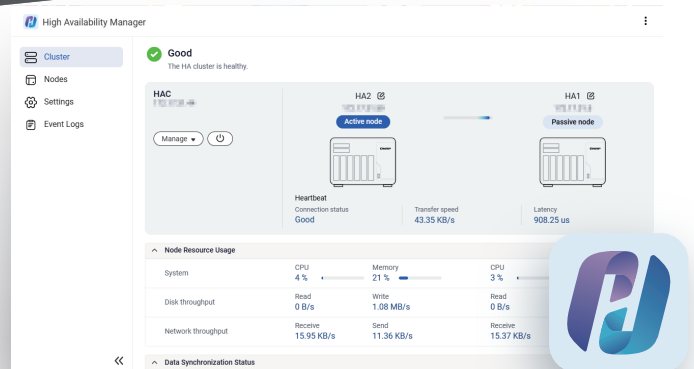 High Availability Manager
Cluster
Nodes
Settings
Event Logs
Good
The HA cluster is healthy.
HAC
Manage
HA2
Active node
HA1
Passive node
Heartbeat
Connection status
Good
Transfer speed
43.35 KB/s
Latency
908.25 us
Node Resource Usage
System
CPU
4 %
Memory
21 %
CPU
3 %
Disk throughput
Read
0 B/s
Write
1.08 MB/s
Read
0 B/s
Network throughput
Receive
15.95 KB/s
Send
11.36 KB/s
Receive
15.37 KB/s
Data Synchronization Status